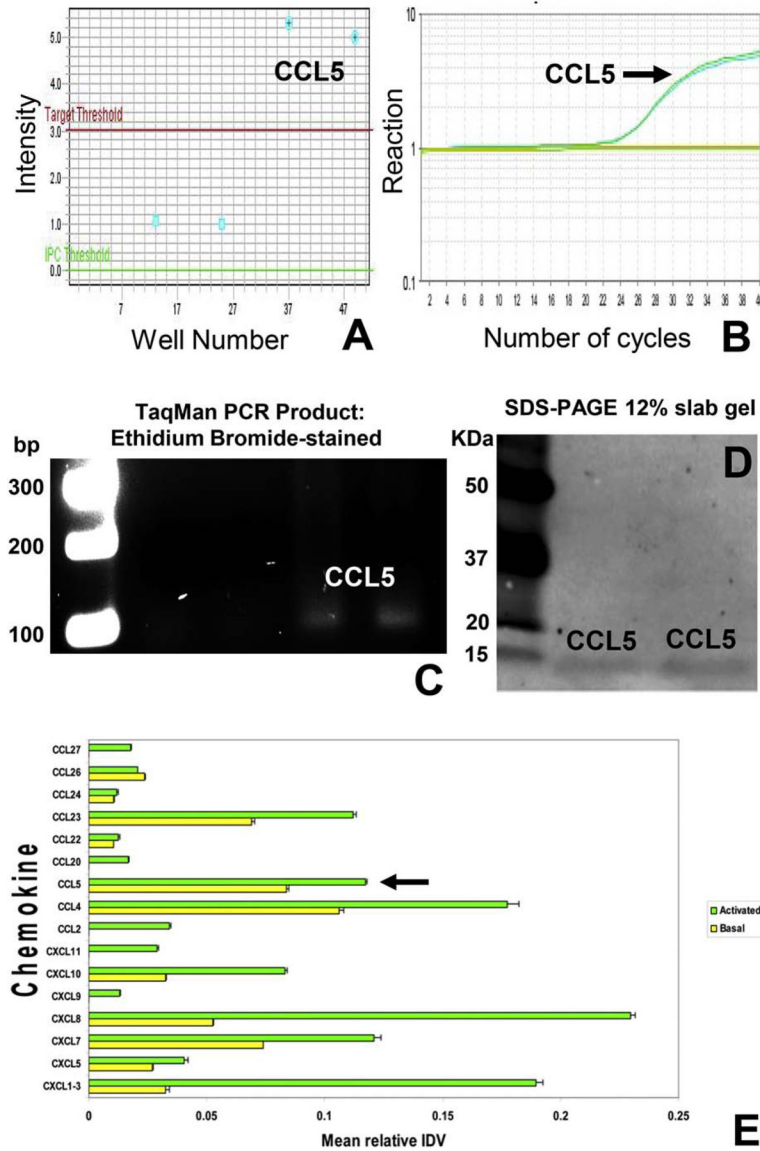 5.0
CCL5
4.0
Target Threshold
3.0
2.0
1.0
IPC Threshold
0.0
Intensity
7 17 27 37 47
Well Number
A
10
CCL5
1
0.1
Reaction
2 4 6 8 10 12 14 16 18 20 22 24 26 28 30 32 34 36 38 40
Number of cycles
B
TaqMan PCR Product:
Ethidium Bromide-stained
bp
300
200
100
CCL5
C
SDS-PAGE 12% slab gel
KDa
D
50
37
20
15
CCL5 CCL5
Chemokine
CCL27
CCL26
CCL24
CCL23
CCL22
CCL20
CCL5
CCL4
CCL2
CXCL11
CXCL10
CXCL9
CXCL8
CXCL7
CXCL5
CXCL1-3
0 0.05 0.1 0.15 0.2 0.25
Mean relative IDV
Activated
Basal
E